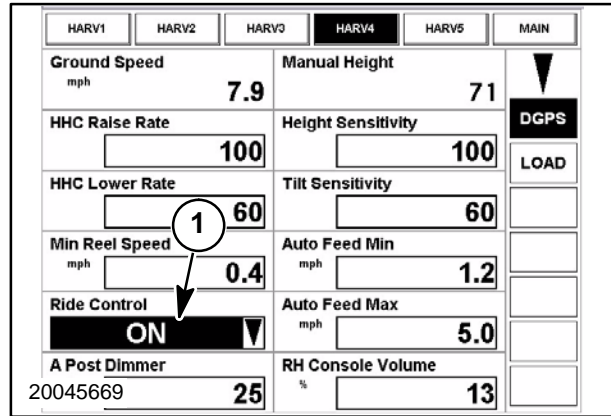 HARV1 HARV2 HARV3 HARV4 HARV5 MAIN
Ground Speed
mph
7.9
Manual Height
71
DGPS
HHC Raise Rate
100
Height Sensitivity
100
LOAD
HHC Lower Rate
60
Tilt Sensitivity
60
1
Min Reel Speed
mph
0.4
Auto Feed Min
mph
1.2
Ride Control
ON
Auto Feed Max
mph
5.0
A Post Dimmer
25
RH Console Volume
%
13
20045669